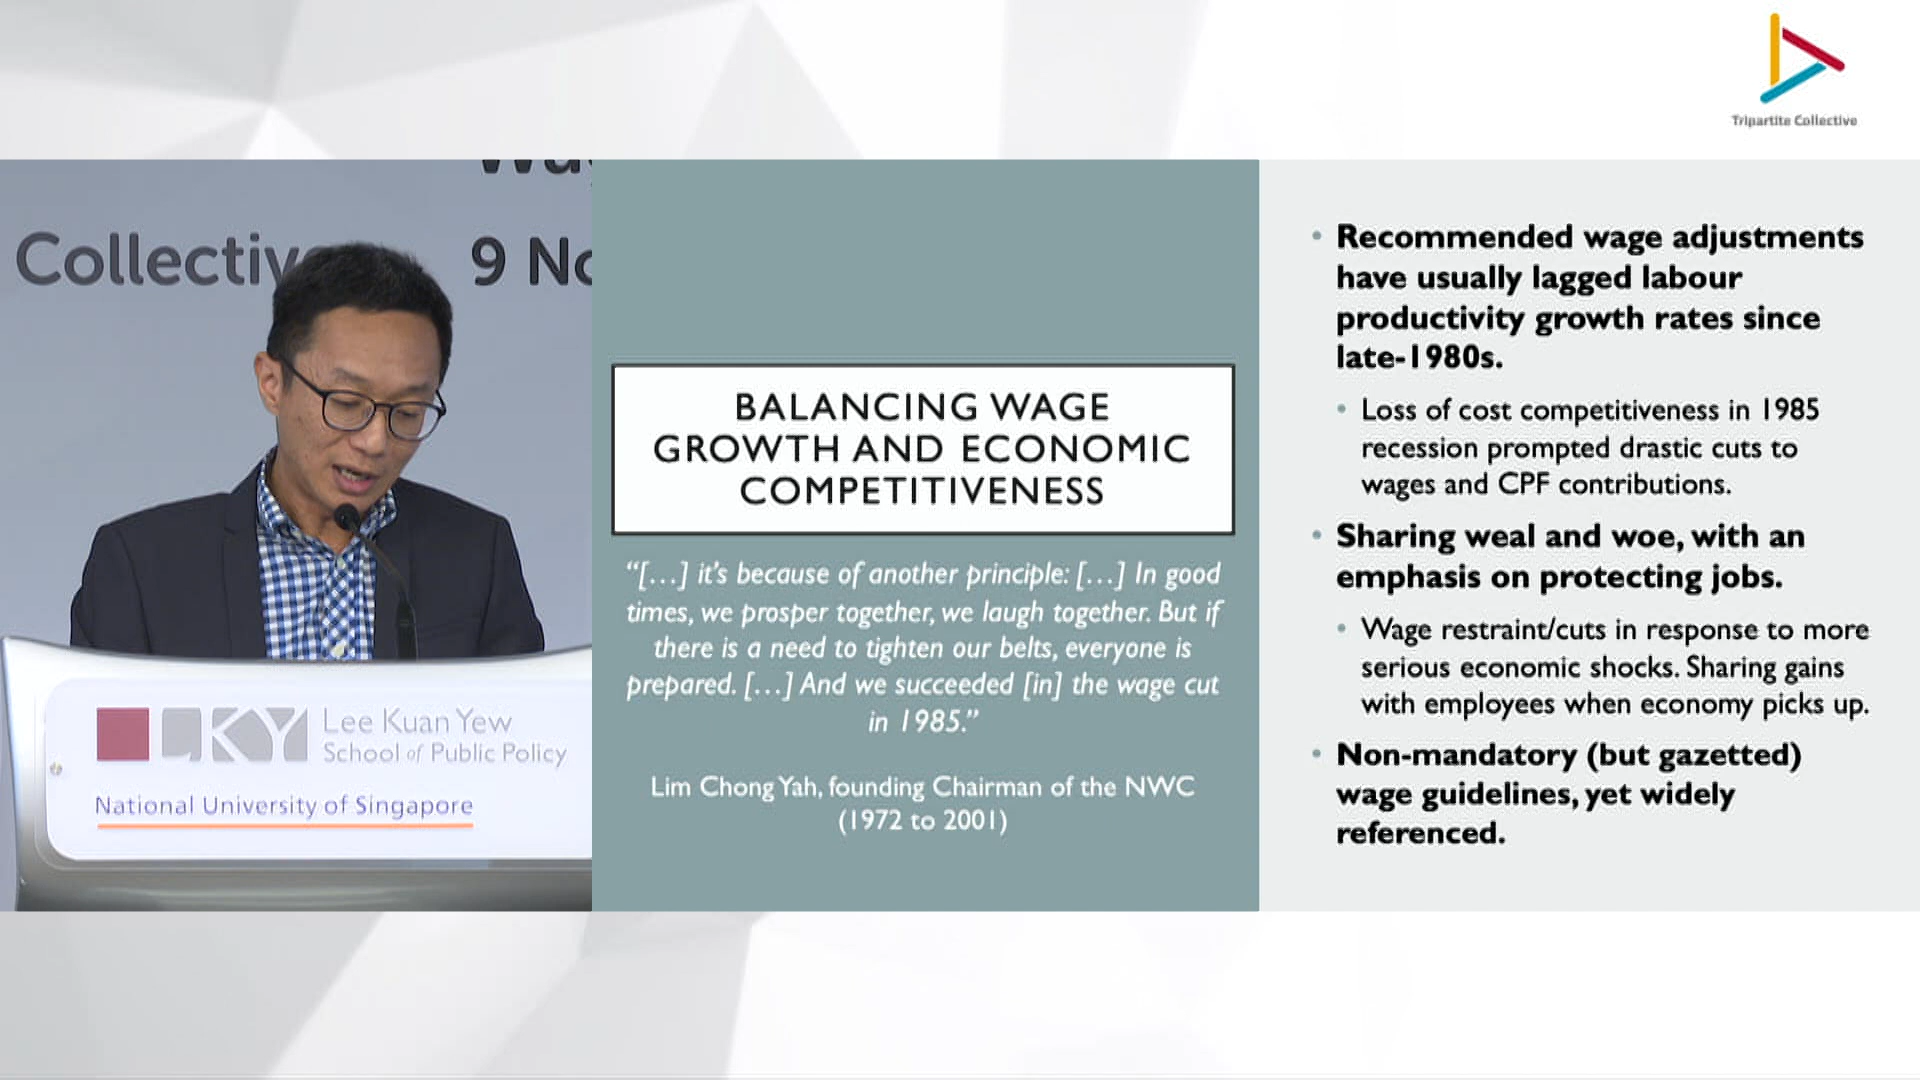 Tripartite Collective
Collectiv
9 No
Lee Kuan Yew
School of Public Policy
National University of Singapore
BALANCING WAGE
GROWTH AND ECONOMIC
COMPETITIVENESS
“[…] it’s because of another principle: […] In good
times, we prosper together, we laugh together. But if
there is a need to tighten our belts, everyone is
prepared. […] And we succeeded [in] the wage cut
in 1985.”
Lim Chong Yah, founding Chairman of the NWC
(1972 to 2001)
• Recommended wage adjustments
have usually lagged labour
productivity growth rates since
late-1980s.
• Loss of cost competitiveness in 1985
recession prompted drastic cuts to
wages and CPF contributions.
• Sharing weal and woe, with an
emphasis on protecting jobs.
• Wage restraint/cuts in response to more
serious economic shocks. Sharing gains
with employees when economy picks up.
• Non-mandatory (but gazetted)
wage guidelines, yet widely
referenced.